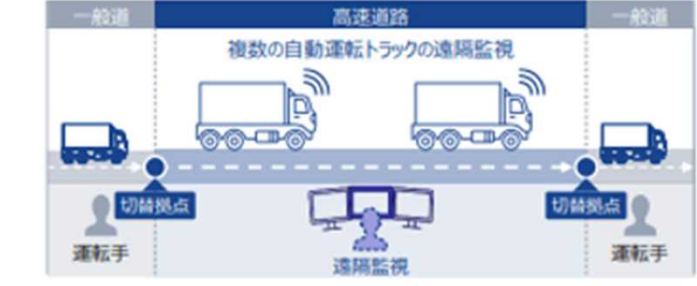 一般道
高速道路
一般道
複数の自動運転トラックの遠隔監視
切替拠点
切替拠点
運転手
遠隔監視
運転手